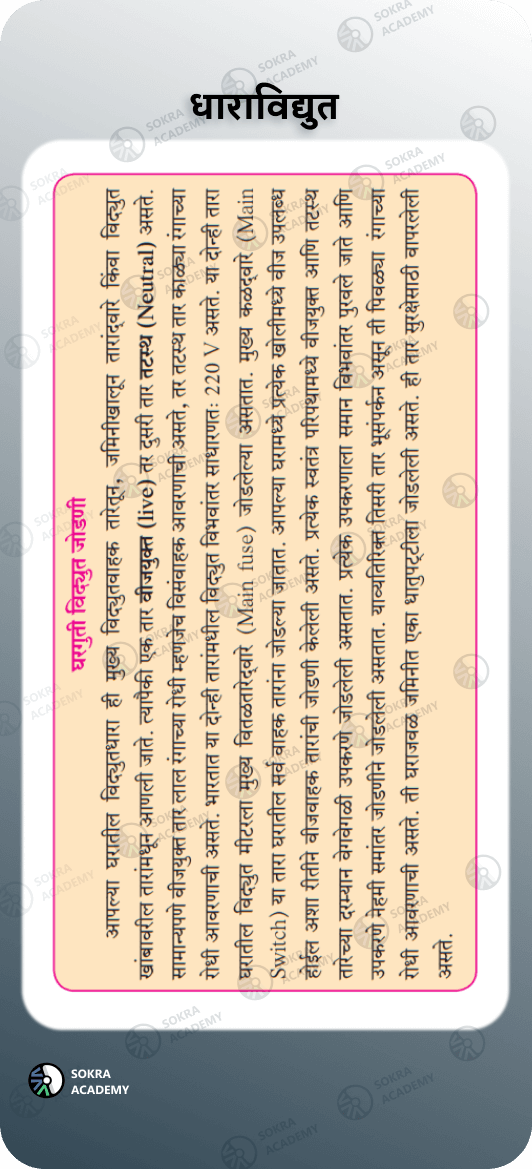 धाराविद्युत
घरगुती विद्युत जोडणी
आपल्या घरातील विद्युतधारा ही मुख्य विद्युतवाहक तारेतून, जमिनीखालून तारांद्वारे किंवा विद्युत
खांबावरील तारांमधून आणली जाते. त्यापैकी एक तार वीजयुक्त (live) तर दुसरी तार तटस्थ (Neutral) असते.
सामान्यपणे वीजयुक्त तार लाल रंगाच्या रोधी म्हणजेच विसंवाहक आवरणाची असते, तर तटस्थ तार काळ्या रंगाच्या
रोधी आवरणाची असते. भारतात या दोन्ही तारांमधील विद्युत विभवांतर साधारणतः 220 V असते. या दोन्ही तारा
घरातील विद्युत मीटरला मुख्य वितळतारेद्वारे (Main fuse) जोडलेल्या असतात. मुख्य कळद्वारे (Main
Switch) या तारा घरातील सर्व वाहक तारांना जोडल्या जातात. आपल्या घरामध्ये प्रत्येक खोलीमध्ये वीज उपलब्ध
होईल अशा रीतीने वीजवाहक तारांची जोडणी केलेली असते. प्रत्येक स्वतंत्र परिपथामध्ये वीजयुक्त आणि तटस्थ
तारेच्या दरम्यान वेगवेगळी उपकरणे जोडलेली असतात. प्रत्येक उपकरणाला समान विभवांतर पुरवले जाते आणि
उपकरणे नेहमी समांतर जोडणीने जोडलेली असतात. याव्यतिरिक्त तिसरी तार भूसंपर्कन असून ती पिवळ्या रंगाच्या
रोधी आवरणाची असते. ती घराजवळ जमिनीत एका धातुपट्टीला जोडलेली असते. ही तार सुरक्षेसाठी वापरलेली
असते.
SOKRA
ACADEMY